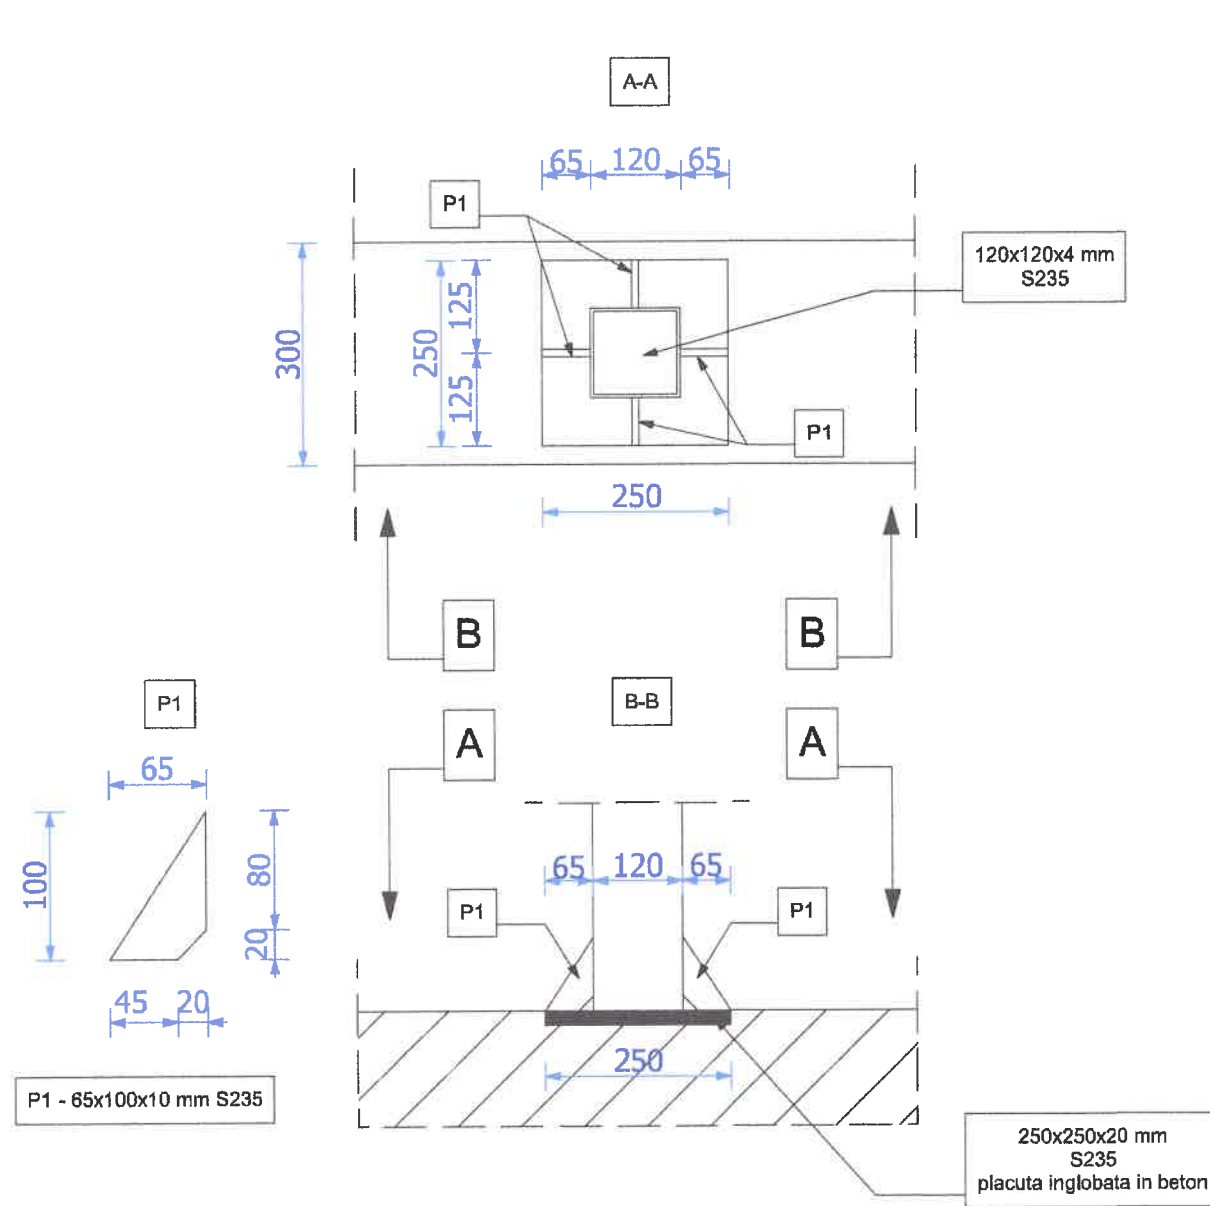 A-A
65 120 65
P1
120x120x4 mm
S235
300
250
125
125
P1
250
B
B
P1
B-B
A
A
65
100
80
20
45 20
65 120 65
P1
P1
250
P1 - 65x100x10 mm S235
250x250x20 mm
S235
placuta inglobata in beton